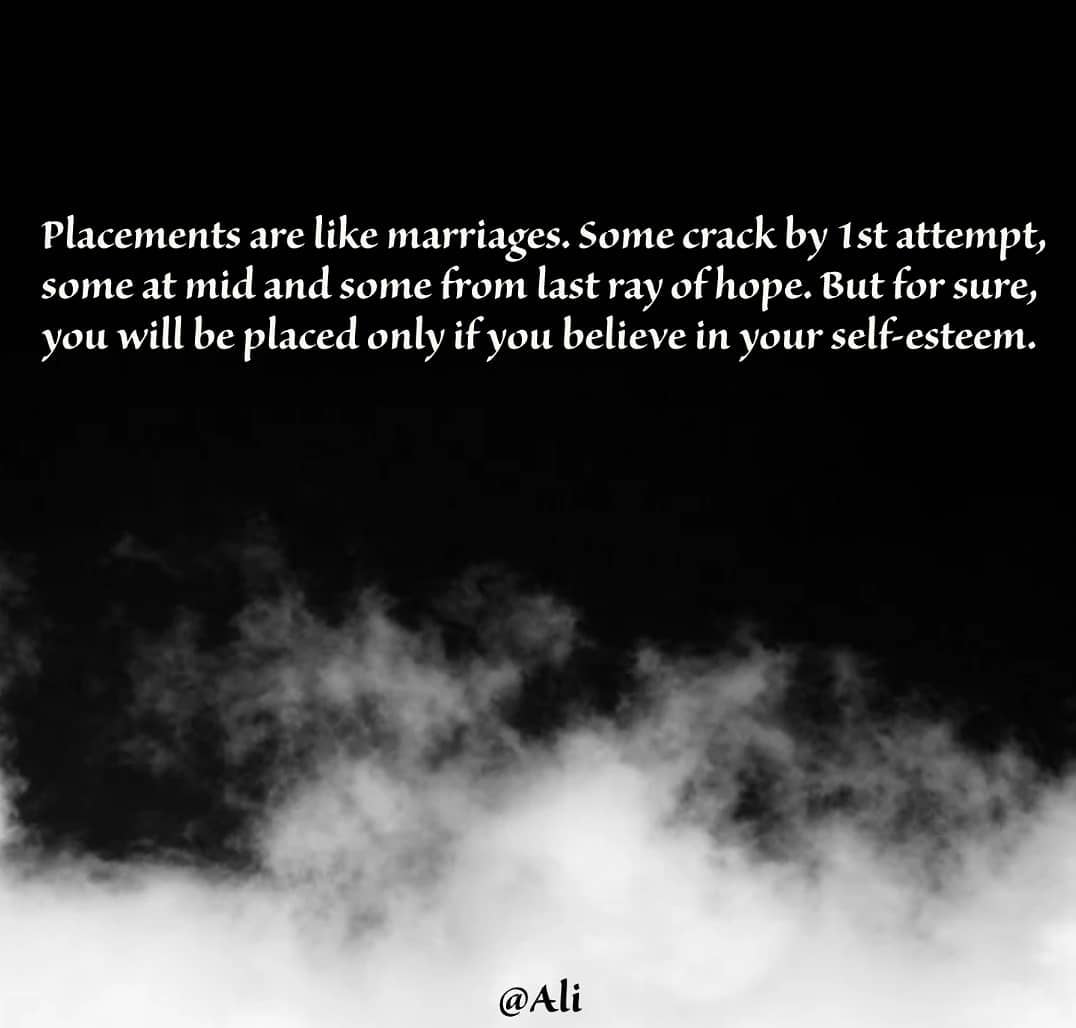 Placements are like marriages. Some crack by 1st attempt,
some at mid and some from last ray of hope. But for sure,
you will be placed only if you believe in your self-esteem.
@Ali